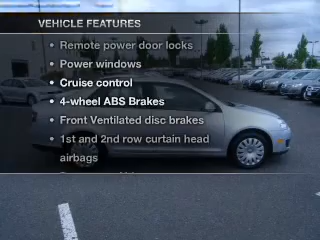 VEHICLE FEATURES
• Remote power door locks
• Power windows
• Cruise control
• 4-wheel ABS Brakes
• Front Ventilated disc brakes
• 1st and 2nd row curtain head
airbags